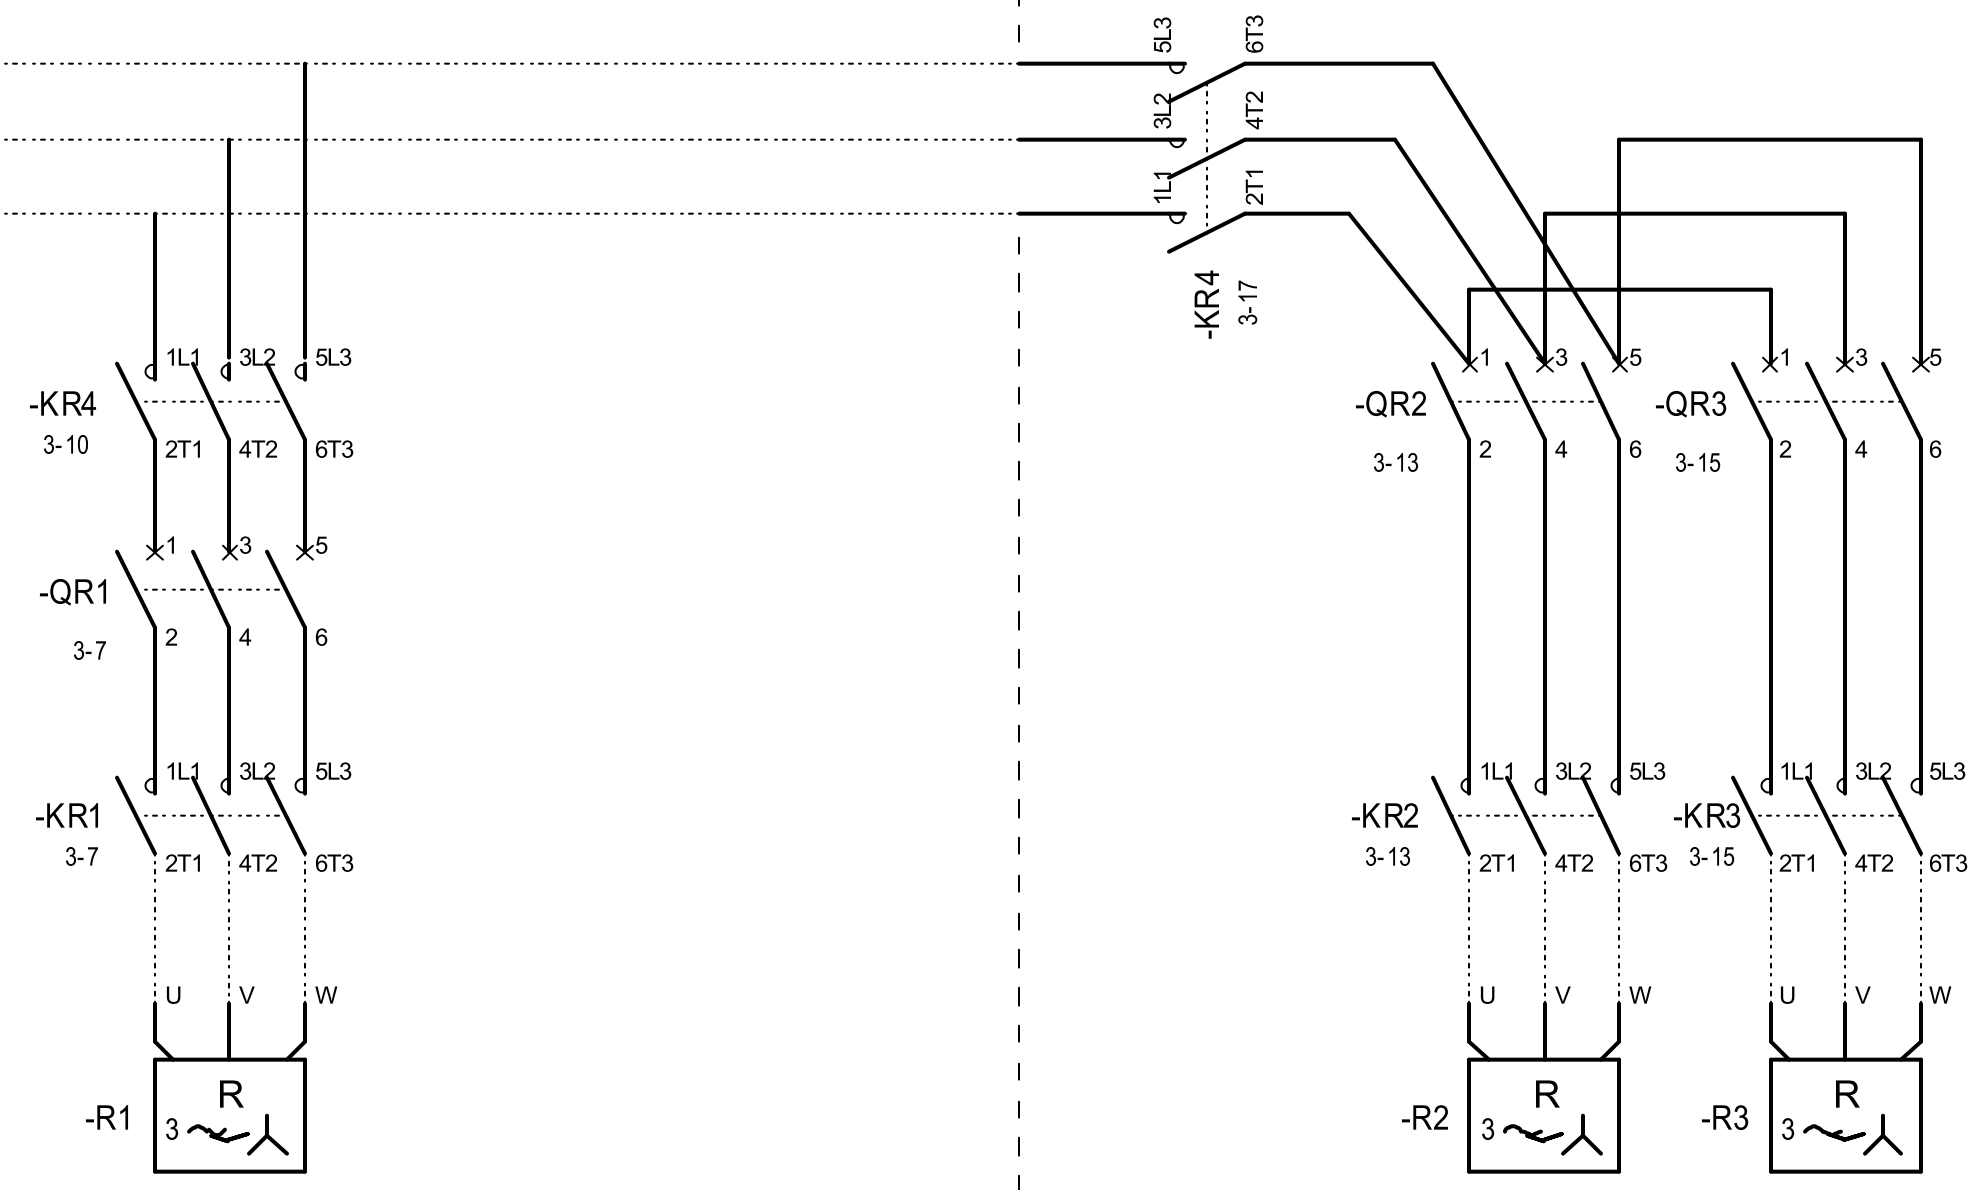 5L3 6T3
3L2 4T2
1L1 2T1
-KR4
3-17
1L1 3L2 5L3
-KR4
3-10
2T1 4T2 6T3
1 3 5
-QR2
3-13
2 4 6
1 3 5
-QR3
3-15
2 4 6
1 3 5
-QR1
3-7
2 4 6
1L1 3L2 5L3
-KR1
3-7
2T1 4T2 6T3
1L1 3L2 5L3
-KR2
3-13
2T1 4T2 6T3
1L1 3L2 5L3
-KR3
3-15
2T1 4T2 6T3
U V W
R
-R1
3
U V W
R
-R2
3
U V W
R
-R3
3